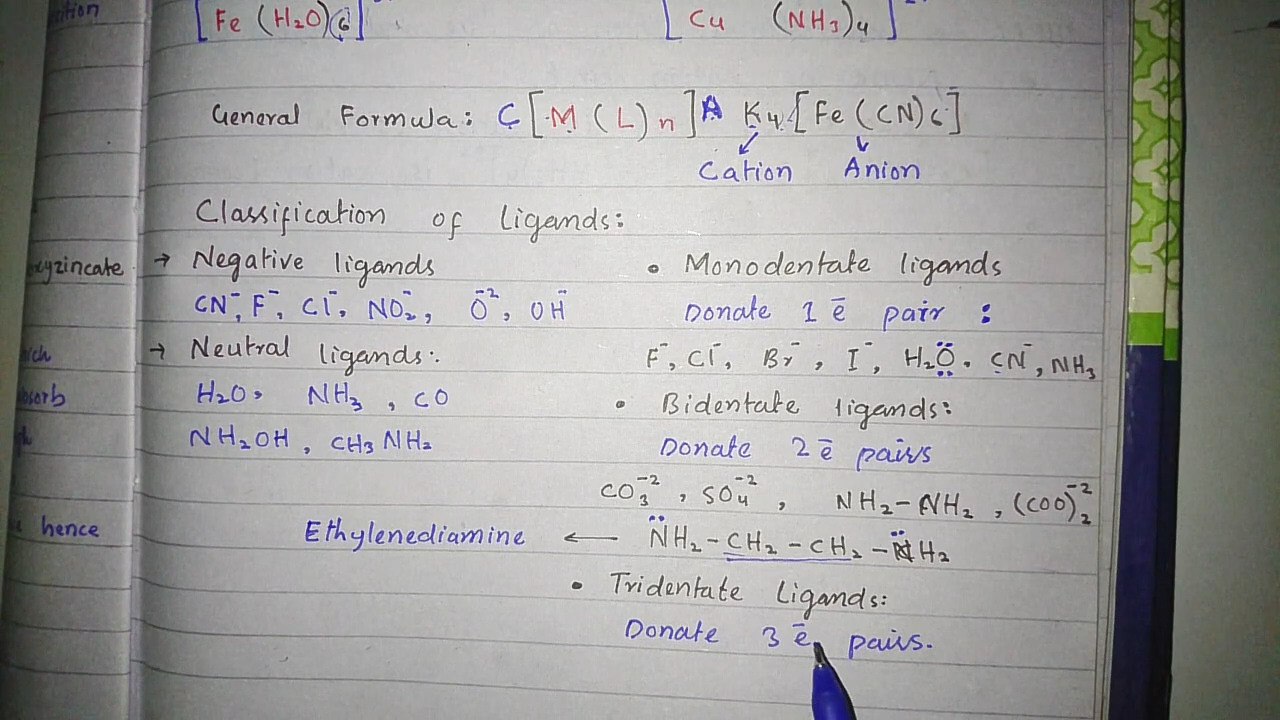 [Fe (H₂O)₆] [Cu (NH₃)₄]
General Formula: C[M (L)n]A K₄[Fe(CN)₆]
Cation Anion
Classification of ligands:
→ Negative ligands
CN⁻, F⁻, Cl⁻, NO₂⁻, O⁻², OH⁻
→ Neutral ligands:
H₂O, NH₃, CO
NH₂OH, CH₃NH₂
• Monodentate ligands
Donate 1 ē pair :
F⁻, Cl⁻, Br⁻, I⁻, H₂O, CN⁻, NH₃
• Bidentate ligands:
Donate 2 ē pairs
CO₃⁻², SO₄⁻², NH₂-NH₂, (COO)₂⁻²
Ethylenediamine ← NH₂-CH₂-CH₂-NH₂
• Tridentate Ligands:
Donate 3 ē pairs.
hence